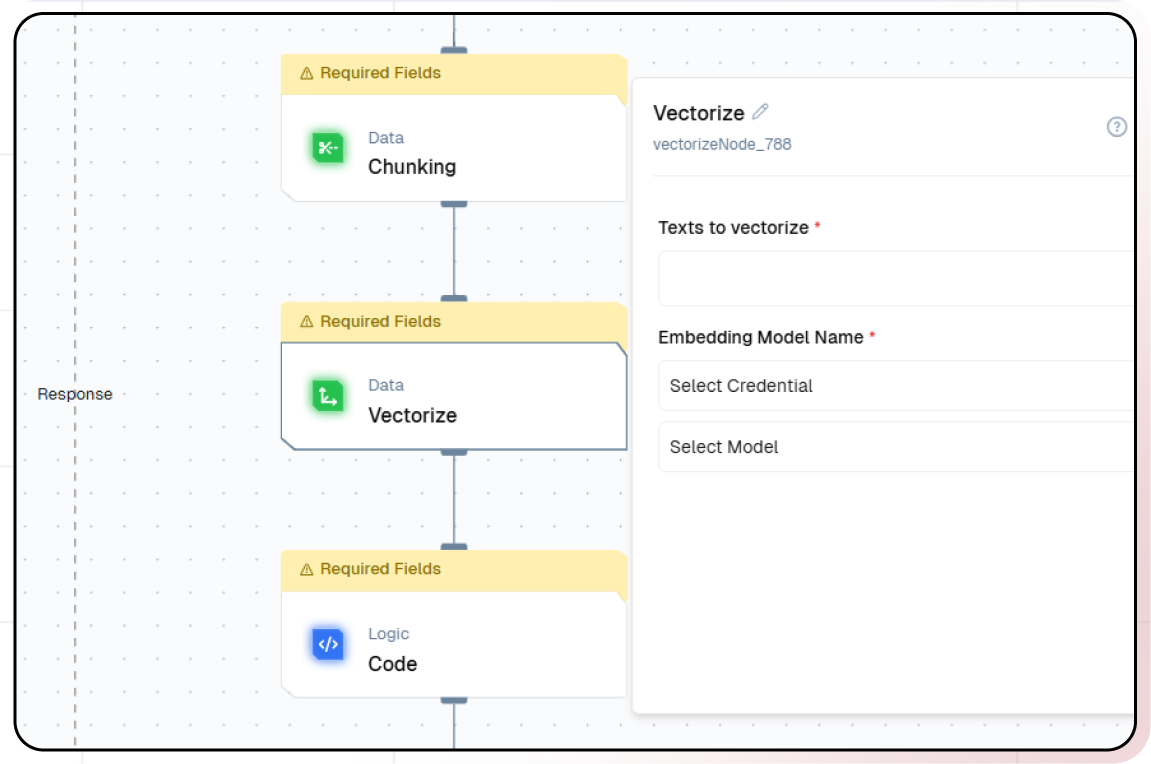 Required Fields
Data
Chunking
Required Fields
Data
Vectorize
Response
Required Fields
Logic
</>
Code
Vectorize
vectorizeNode_788
?
Texts to vectorize *
Embedding Model Name *
Select Credential
Select Model